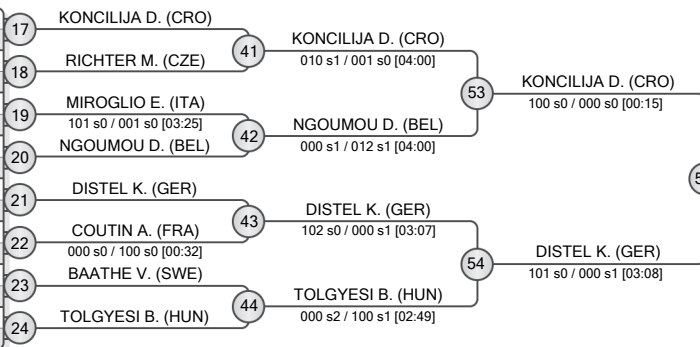 17
KONCILIJA D. (CRO)
18
RICHTER M. (CZE)
41
KONCILIJA D. (CRO)
010 s1 / 001 s0 [04:00]
19
MIROGLIO E. (ITA)
101 s0 / 001 s0 [03:25]
20
NGOUMOU D. (BEL)
42
NGOUMOU D. (BEL)
000 s1 / 012 s1 [04:00]
53
KONCILIJA D. (CRO)
100 s0 / 000 s0 [00:15]
21
DISTEL K. (GER)
22
COUTIN A. (FRA)
000 s0 / 100 s0 [00:32]
43
DISTEL K. (GER)
102 s0 / 000 s1 [03:07]
23
BAATHE V. (SWE)
24
TOLGYESI B. (HUN)
44
TOLGYESI B. (HUN)
000 s2 / 100 s1 [02:49]
54
DISTEL K. (GER)
101 s0 / 000 s1 [03:08]